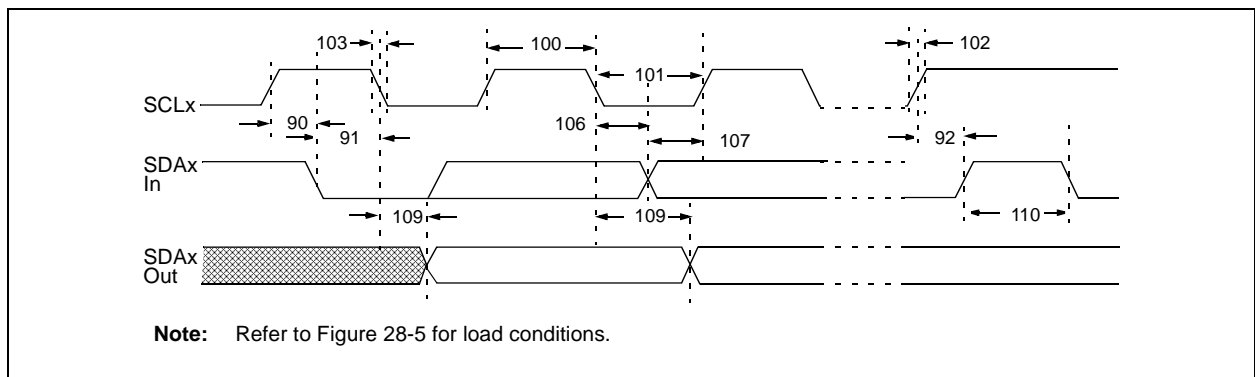 103
100
102
101
SCLx
90
91
106
107
92
SDAx
In
109
109
110
SDAx
Out
Note: Refer to Figure 28-5 for load conditions.